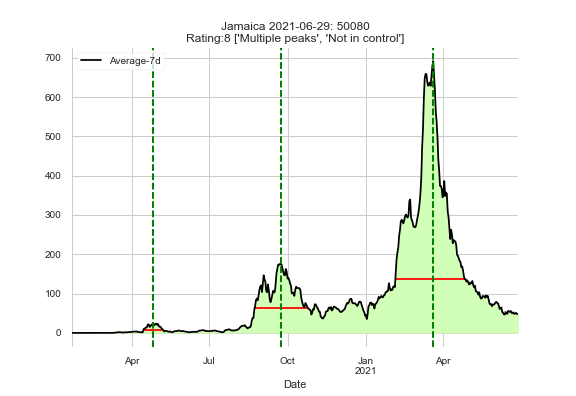 Jamaica 2021-06-29: 50080
Rating:8 ['Multiple peaks', 'Not in control']
Average-7d
700
600
500
400
300
200
100
0
Apr
Jul
Oct
Jan
2021
Apr
Date